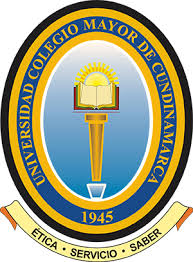 UNIVERSIDAD COLEGIO MAYOR DE CUNDINAMARCA
1945
ÉTICA • SERVICIO • SABER